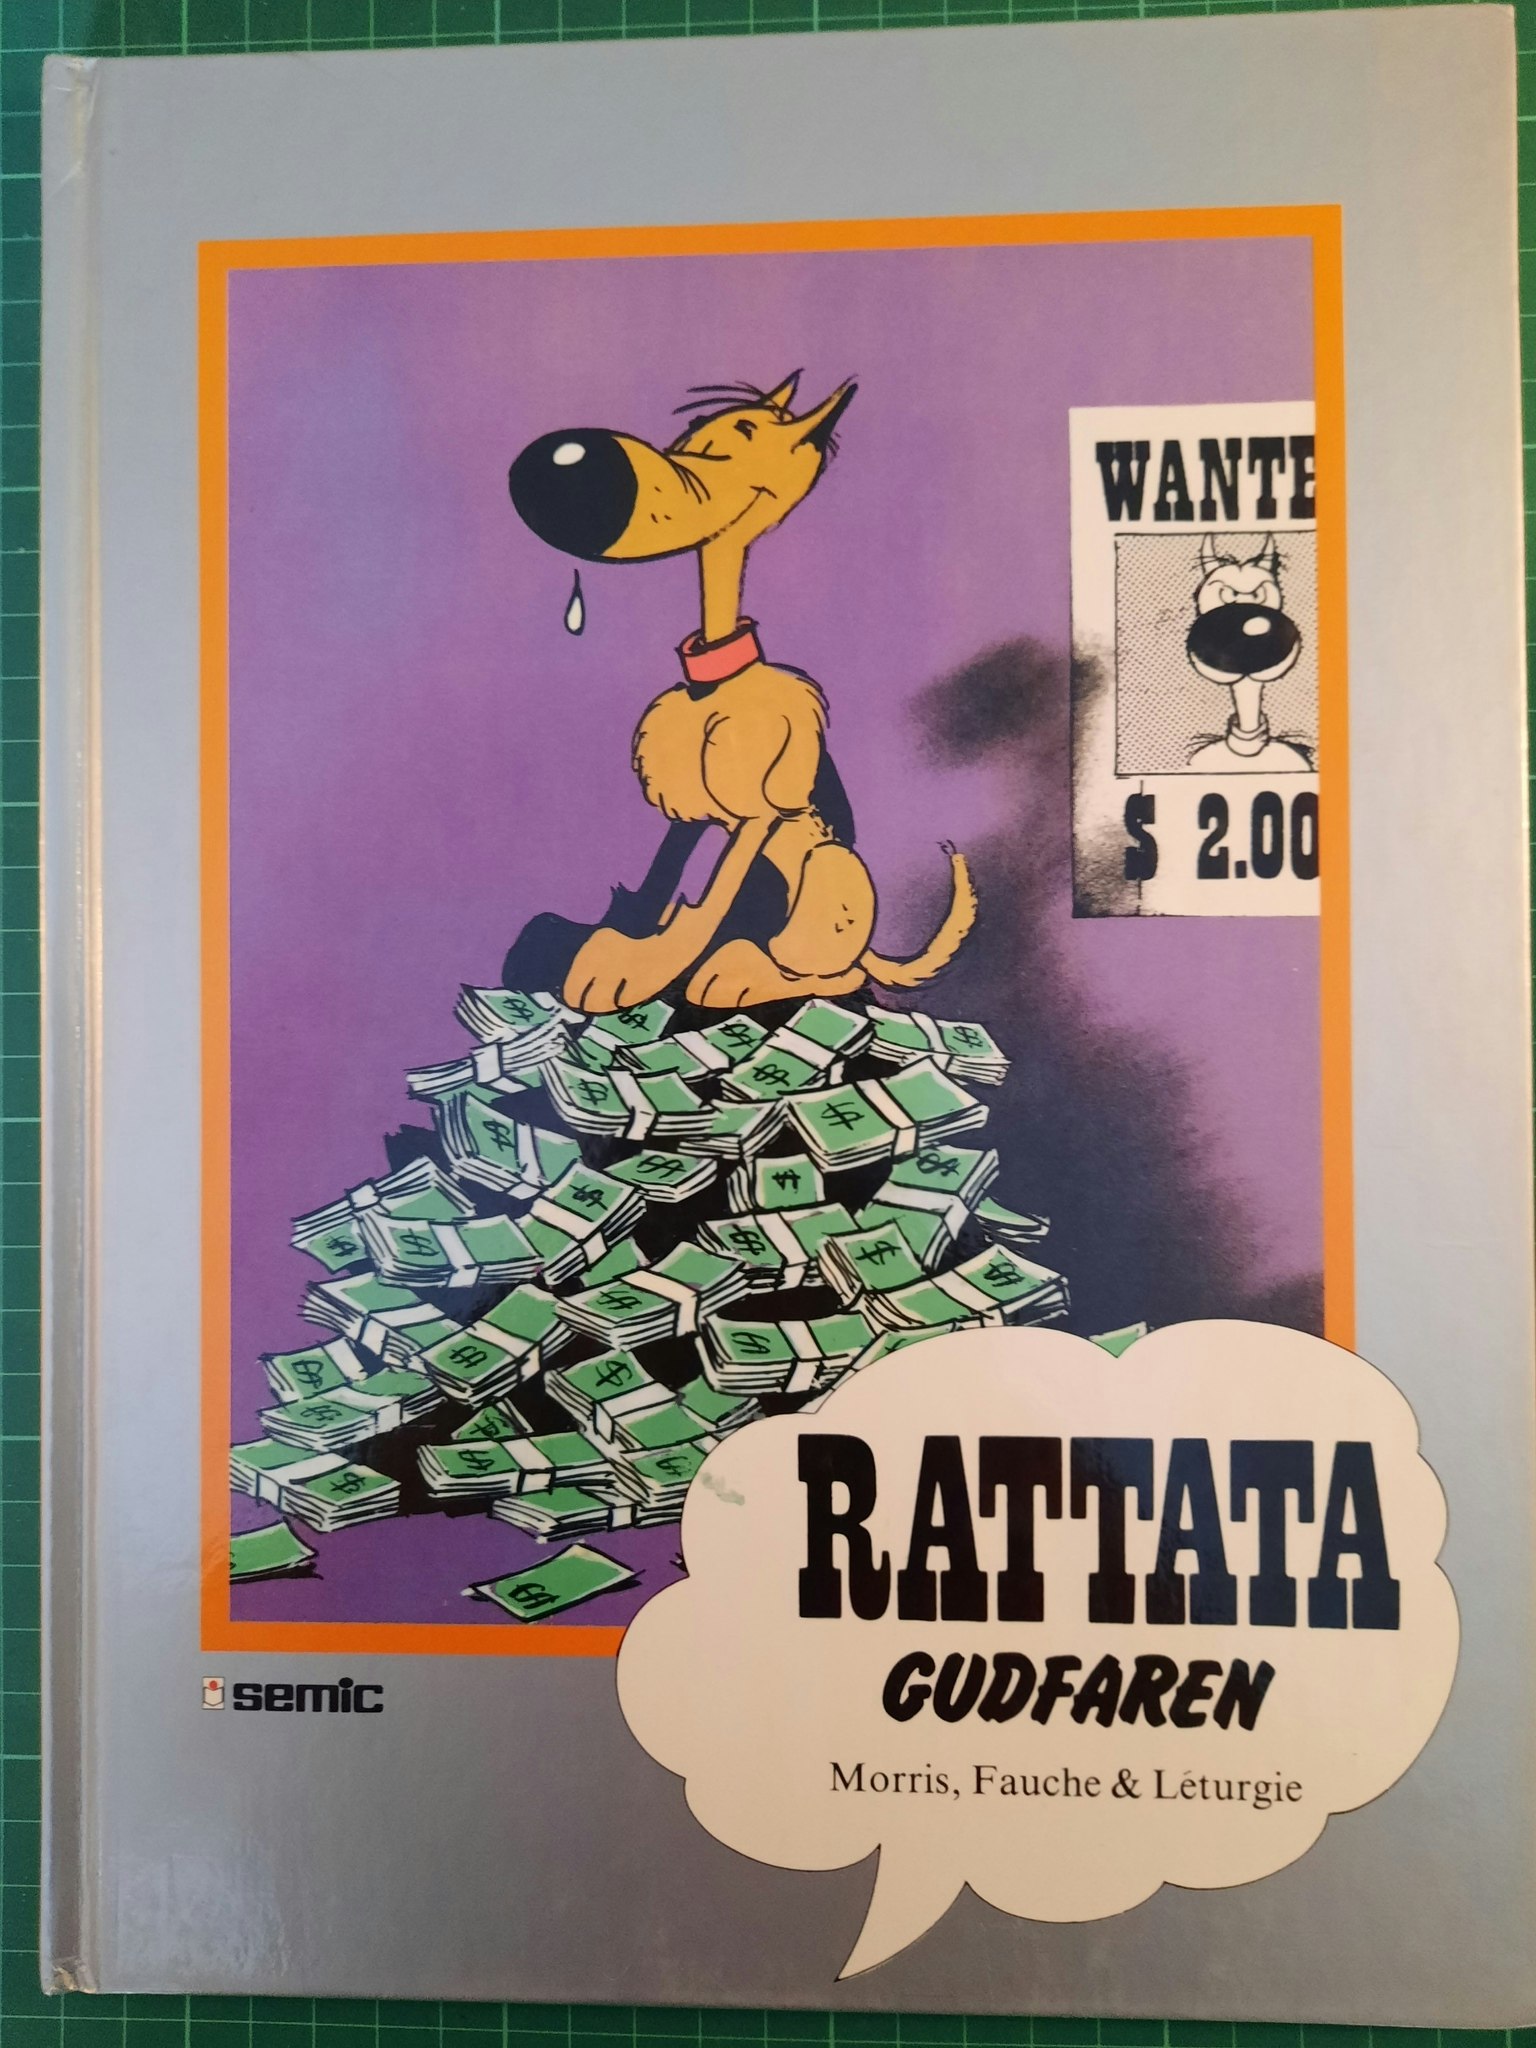 WANTE
$ 2.00
RATTATA
GUDFAREN
Morris, Fauche & Léturgie
semic